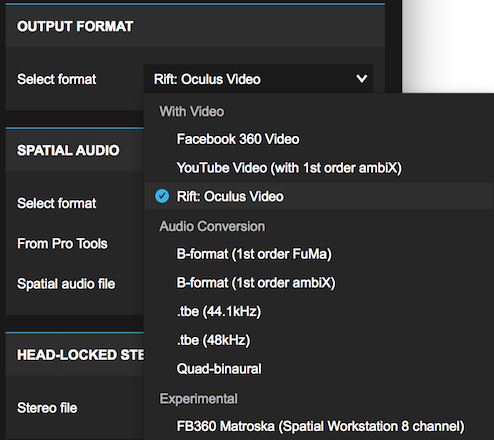 OUTPUT FORMAT
Select format Rift: Oculus Video
With Video
Facebook 360 Video
YouTube Video (with 1st order ambiX)
SPATIAL AUDIO
Rift: Oculus Video
Select format
Audio Conversion
From Pro Tools
B-format (1st order FuMa)
Spatial audio file
B-format (1st order ambiX)
.tbe (44.1kHz)
.tbe (48kHz)
HEAD-LOCKED STE
Quad-binaural
Experimental
Stereo file
FB360 Matroska (Spatial Workstation 8 channel)